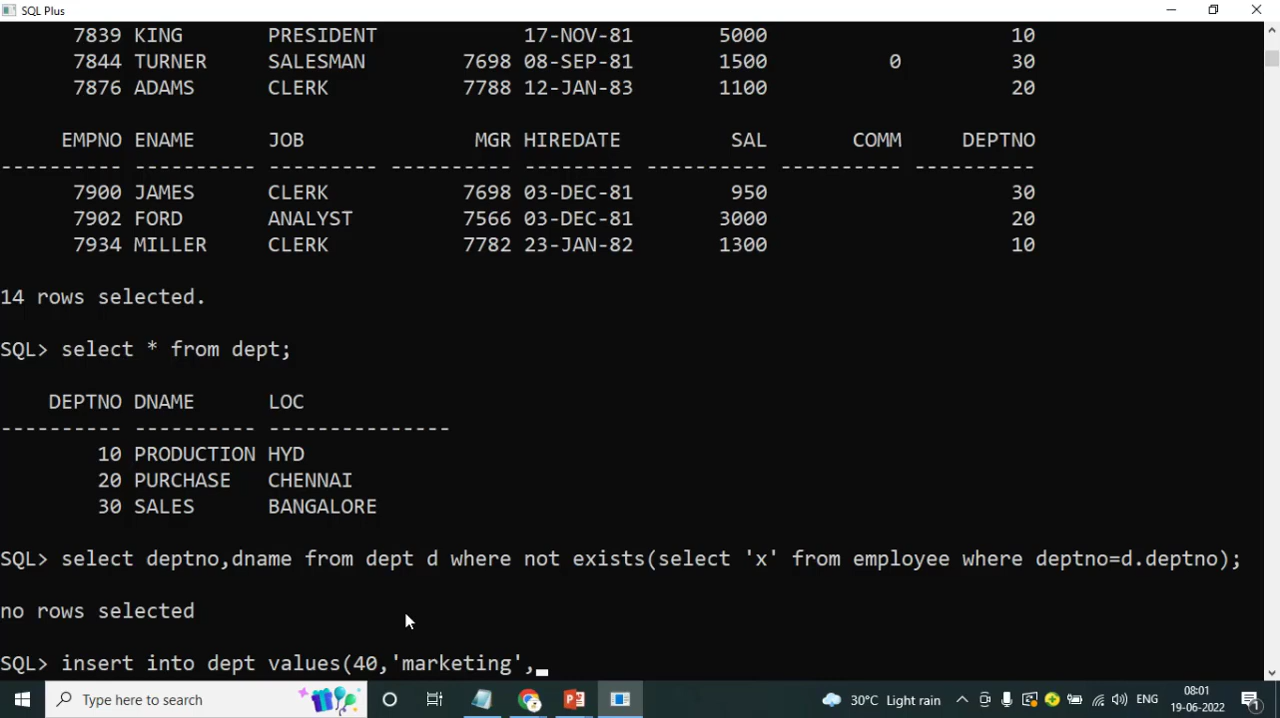 SQL Plus
7839 KING PRESIDENT 17-NOV-81 5000 10
7844 TURNER SALESMAN 7698 08-SEP-81 1500 0 30
7876 ADAMS CLERK 7788 12-JAN-83 1100 20
EMPNO ENAME JOB MGR HIREDATE SAL COMM DEPTNO
---------- ---------- --------- ---------- --------- ---------- ---------- ----------
7900 JAMES CLERK 7698 03-DEC-81 950 30
7902 FORD ANALYST 7566 03-DEC-81 3000 20
7934 MILLER CLERK 7782 23-JAN-82 1300 10
14 rows selected.
SQL> select * from dept;
DEPTNO DNAME LOC
---------- ---------- ---------------
10 PRODUCTION HYD
20 PURCHASE CHENNAI
30 SALES BANGALORE
SQL> select deptno,dname from dept d where not exists(select 'x' from employee where deptno=d.deptno);
no rows selected
SQL> insert into dept values(40,'marketing',
Type here to search 30°C Light rain ENG 08:01
19-06-2022 1